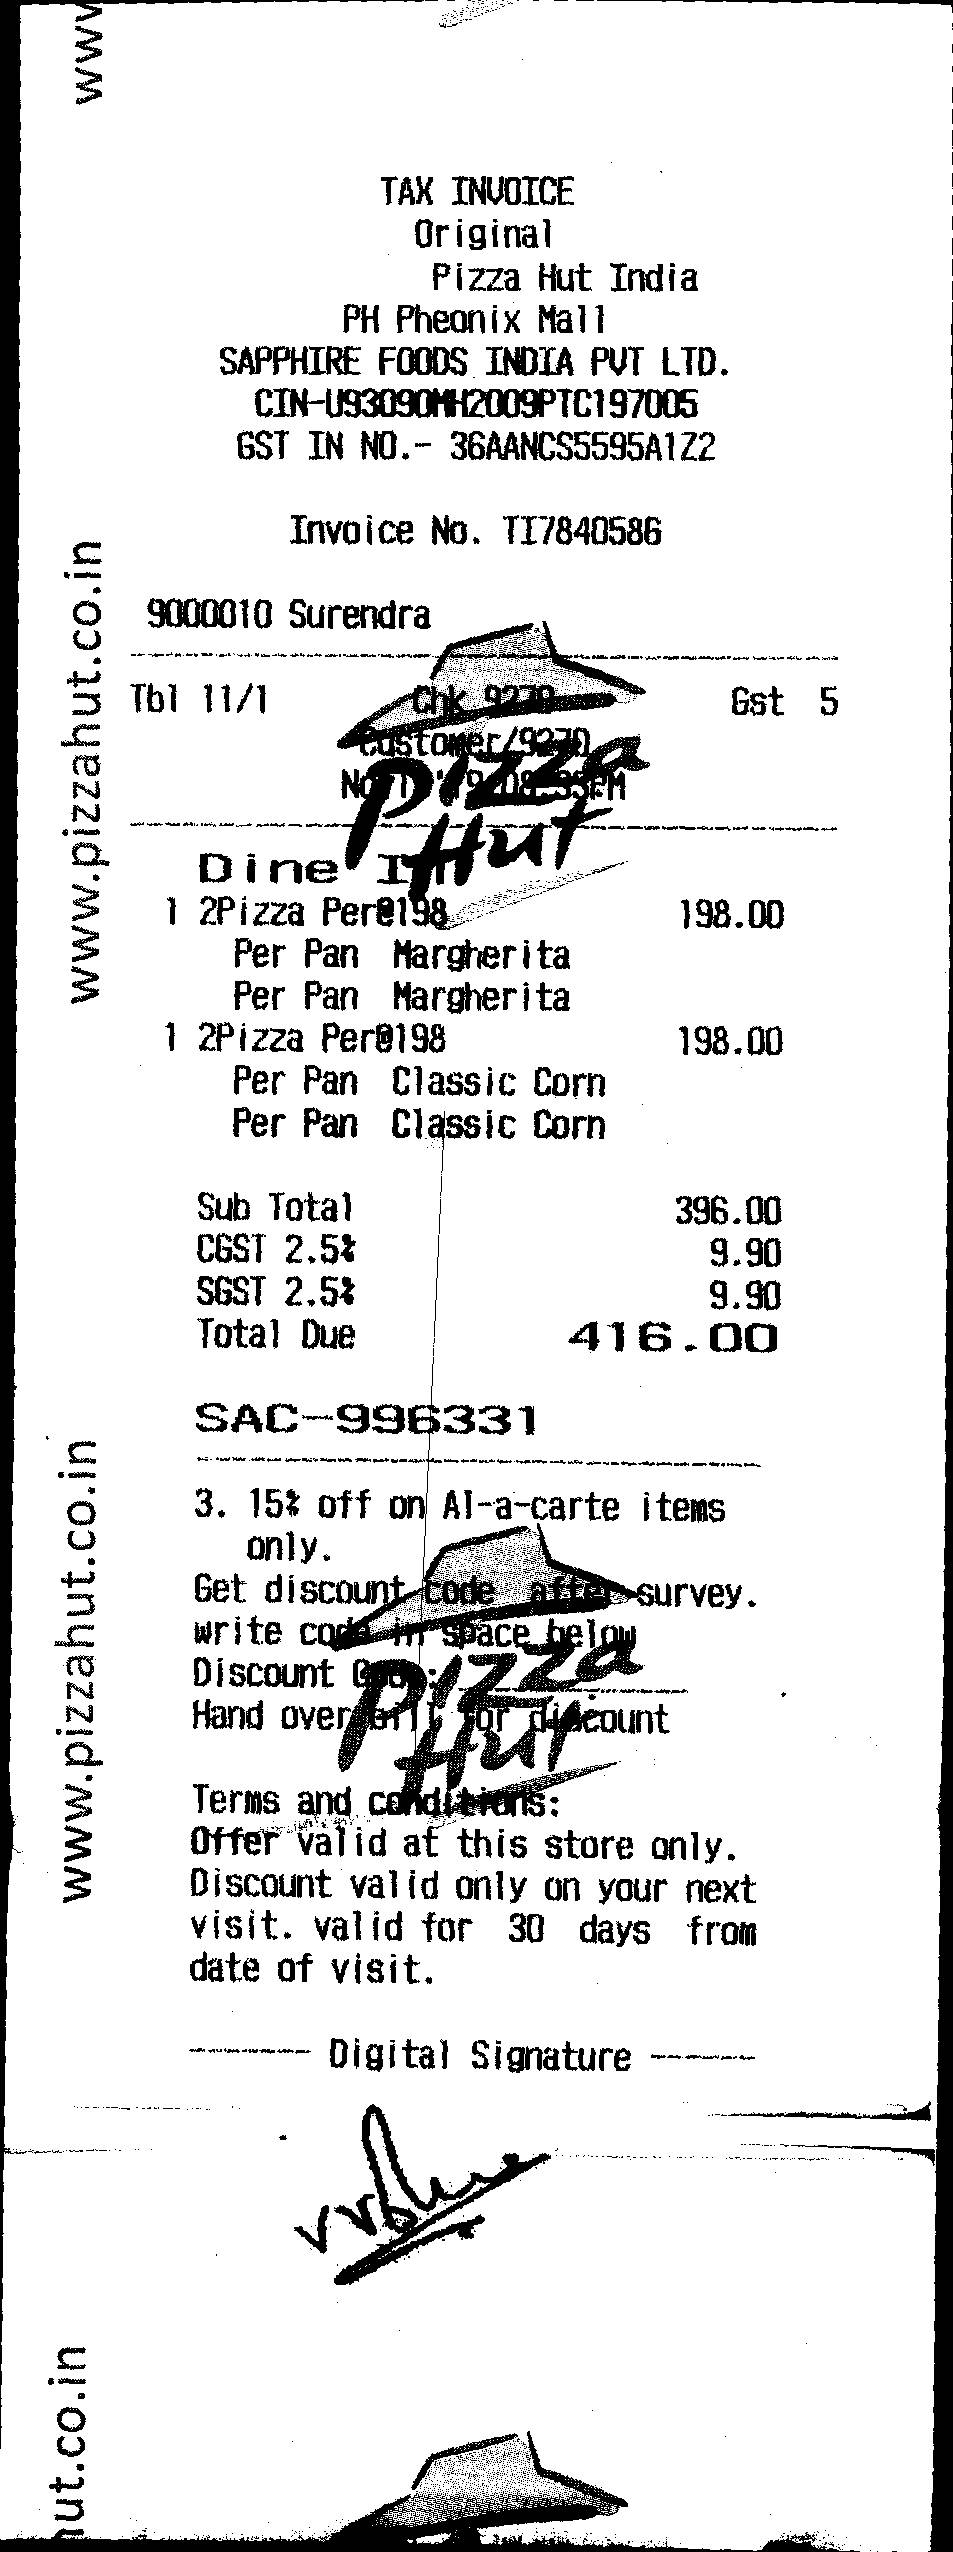 TAX INVOICE
Original
Pizza Hut India
PH Pheonix Mall
SAPPHIRE FOODS INDIA PVT LTD.
CIN-U93090MH2009PTC197005
GST IN NO.- 36AANCS5595A1Z2
Invoice No. TI7840586
9000010 Surendra
Tbl 11/1 Chk 9270 Gst 5
Customer/9270
Pizza
Hut
Dine In
1 2Pizza Per@198 198.00
Per Pan Margherita
Per Pan Margherita
1 2Pizza Per@198 198.00
Per Pan Classic Corn
Per Pan Classic Corn
Sub Total 396.00
CGST 2.5% 9.90
SGST 2.5% 9.90
Total Due 416.00
SAC-996331
3. 15% off on Al-a-carte items
only.
Get discount code after survey.
write code in space below
Discount Code:
Hand over bill for discount
Pizza
Hut
Terms and conditions:
Offer valid at this store only.
Discount valid only on your next
visit. valid for 30 days from
date of visit.
Digital Signature
www
www.pizzahut.co.in
www.pizzahut.co.in
hut.co.in